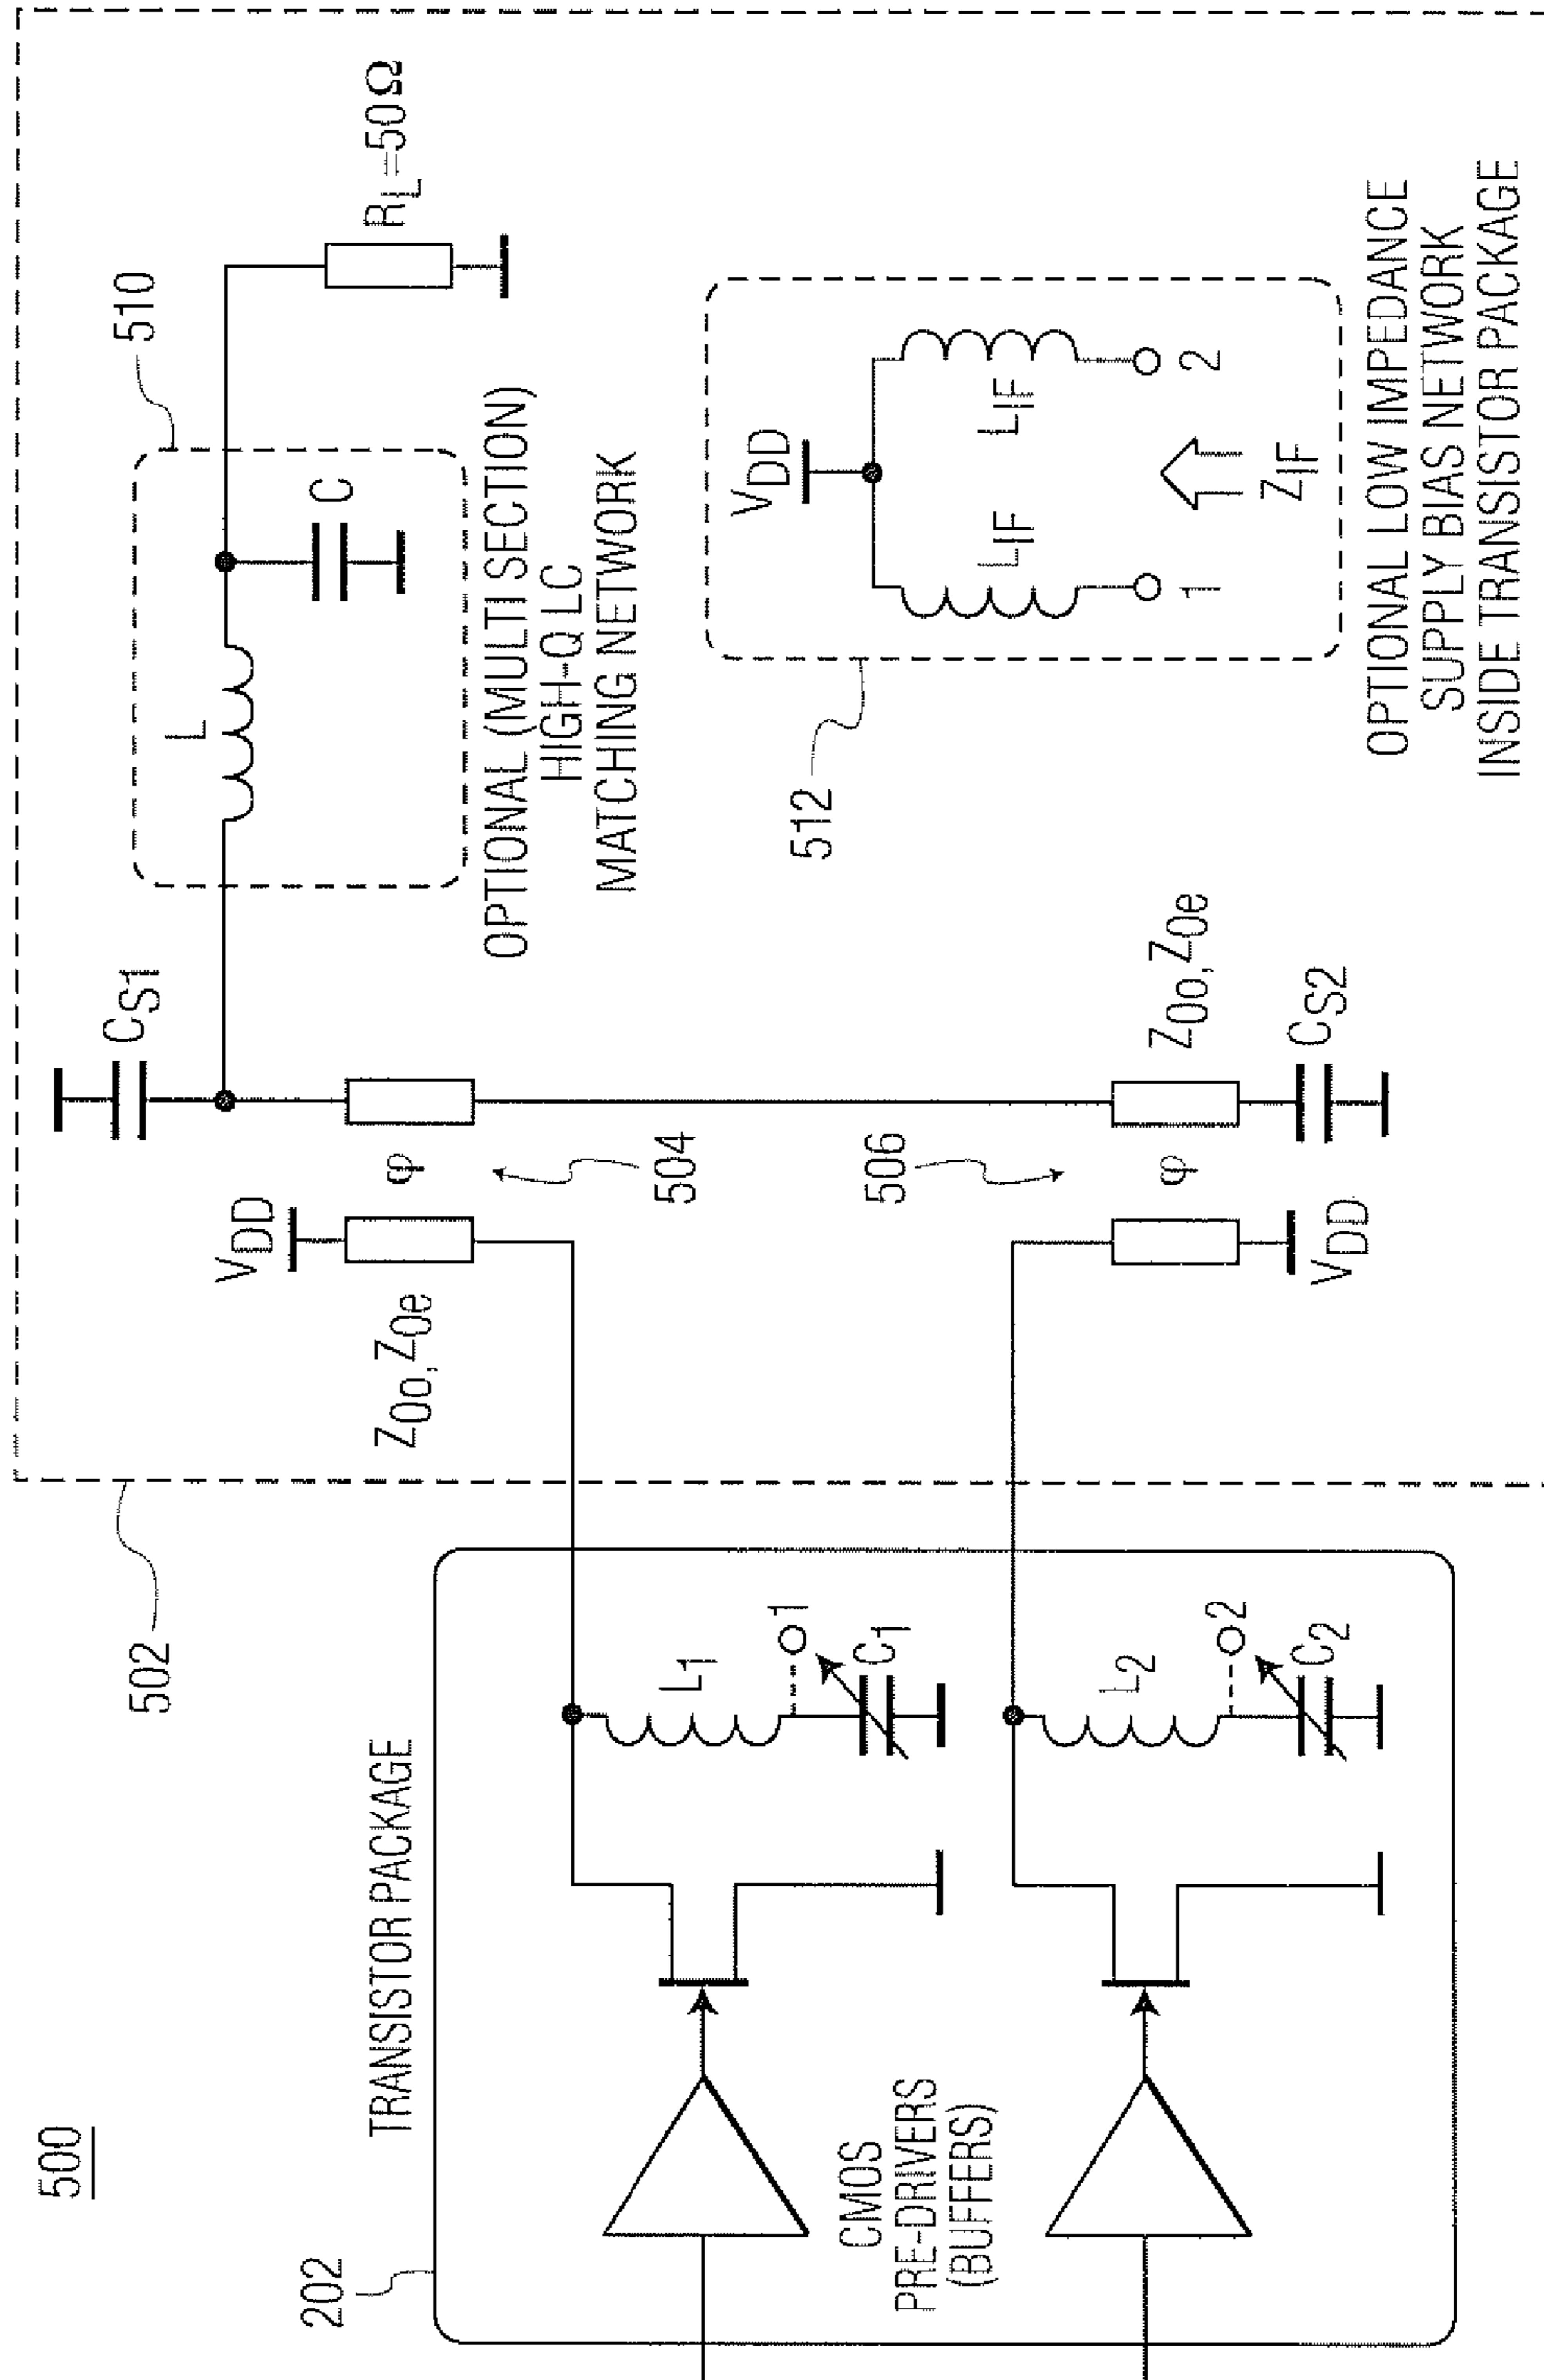 500
202
TRANSISTOR PACKAGE
CMOS
PRE-DRIVERS
(BUFFERS)
L1
1
C1
L2
2
C2
502
VDD
Z0o,Z0e
φ
504
506
φ
VDD
Z0o,Z0e
CS1
CS2
L
C
510
OPTIONAL (MULTI SECTION)
HIGH-Q LC
MATCHING NETWORK
RL=50Ω
512
VDD
LIF
LIF
1
2
ZIF
OPTIONAL LOW IMPEDANCE
SUPPLY BIAS NETWORK
INSIDE TRANSISTOR PACKAGE